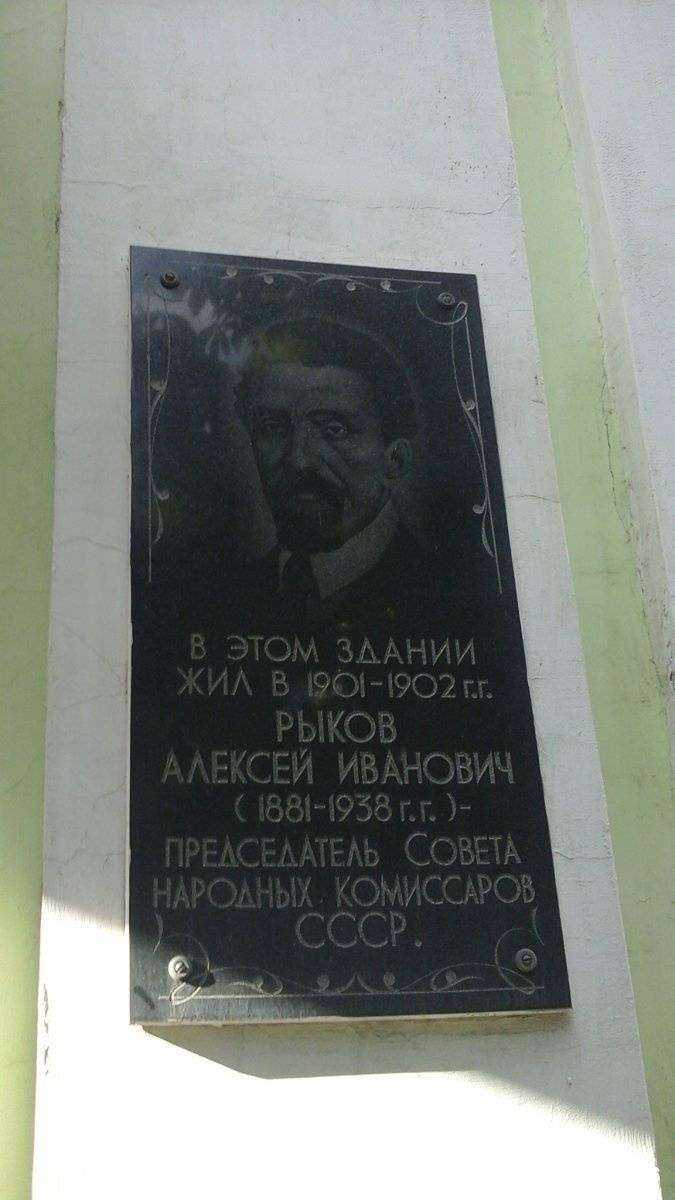 В ЭТОМ ЗДАНИИ
ЖИЛ В 1901-1902 г.г.
РЫКОВ
АЛЕКСЕЙ ИВАНОВИЧ
(1881-1938 г.г.)-
ПРЕДСЕДАТЕЛЬ СОВЕТА
НАРОДНЫХ КОМИССАРОВ
СССР.